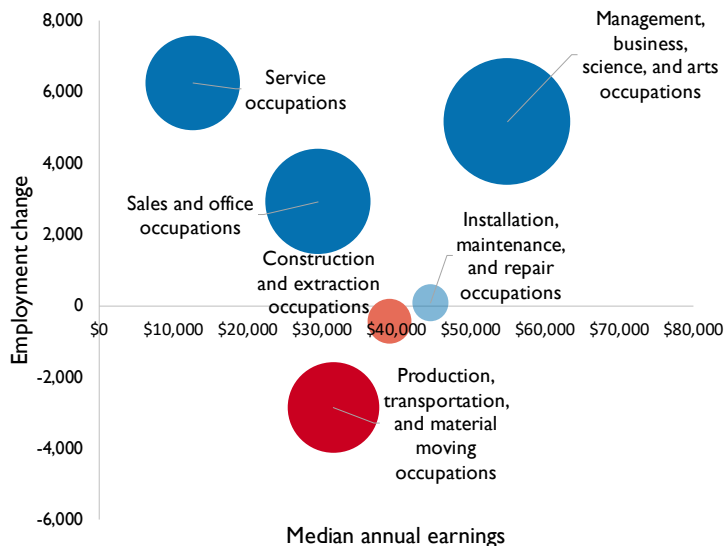 8,000
6,000
4,000
2,000
0
-2,000
-4,000
-6,000
Employment change
Management,
business,
science, and arts
occupations
Service
occupations
Sales and office
occupations
Installation,
maintenance,
and repair
occupations
Construction
and extraction
occupations
$0 $10,000 $20,000 $30,000 $40,000 $50,000 $60,000 $70,000 $80,000
Production,
transportation,
and material
moving
occupations
Median annual earnings